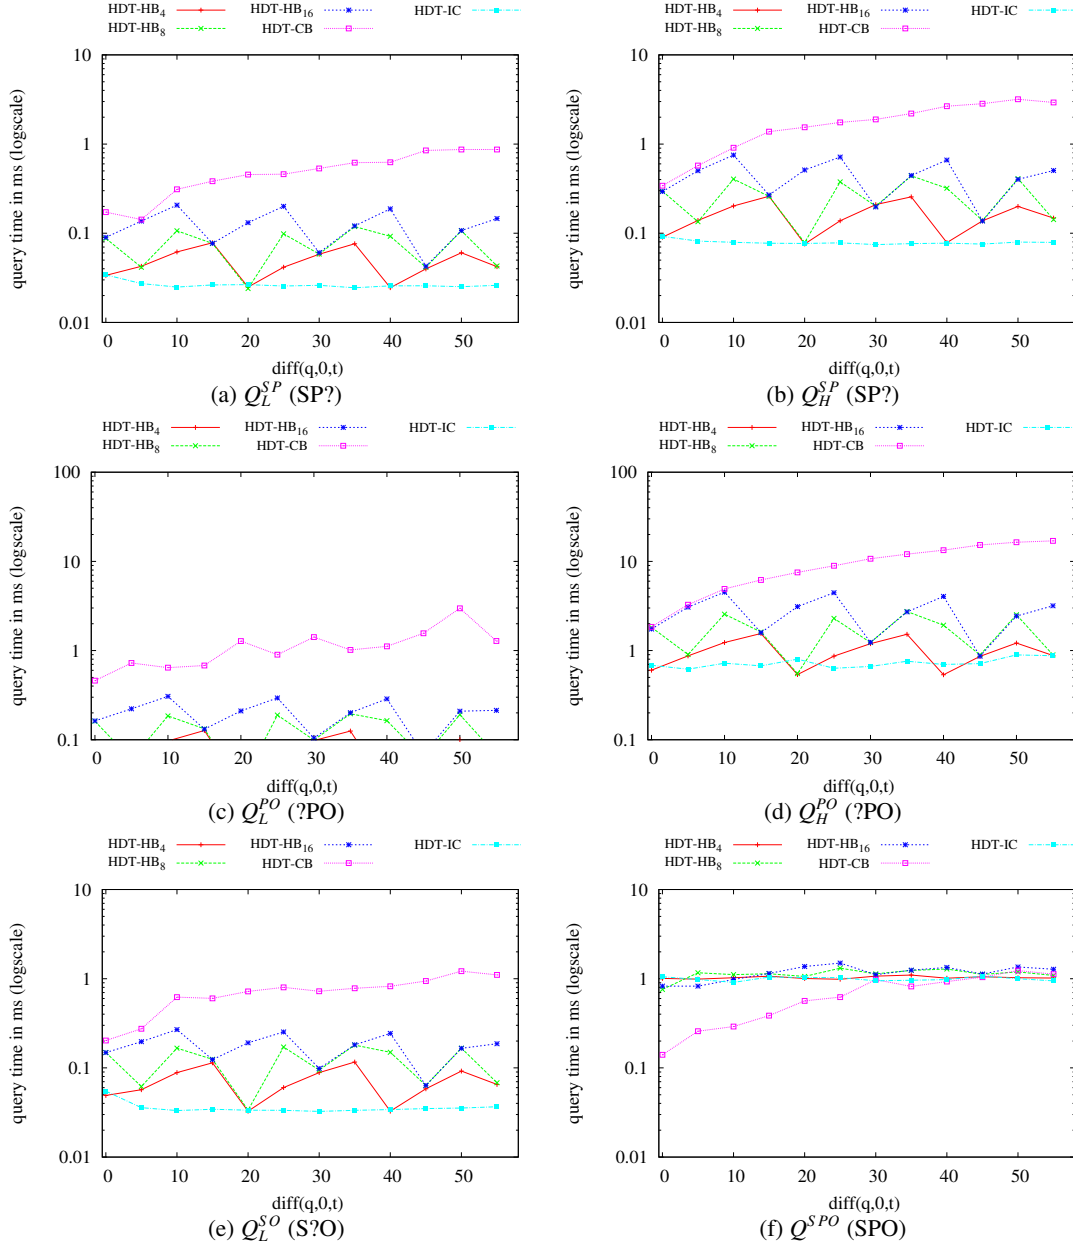 HDT-HB4 HDT-HB16 HDT-IC
HDT-HB8 HDT-CB
10
1
0.1
0.01
query time in ms (logscale)
0 10 20 30 40 50
diff(q,0,t)
(a) Q_L^SP (SP?)
HDT-HB4 HDT-HB16 HDT-IC
HDT-HB8 HDT-CB
10
1
0.1
0.01
query time in ms (logscale)
0 10 20 30 40 50
diff(q,0,t)
(b) Q_H^SP (SP?)
HDT-HB4 HDT-HB16 HDT-IC
HDT-HB8 HDT-CB
100
10
1
0.1
query time in ms (logscale)
0 10 20 30 40 50
diff(q,0,t)
(c) Q_L^PO (?PO)
HDT-HB4 HDT-HB16 HDT-IC
HDT-HB8 HDT-CB
100
10
1
0.1
query time in ms (logscale)
0 10 20 30 40 50
diff(q,0,t)
(d) Q_H^PO (?PO)
HDT-HB4 HDT-HB16 HDT-IC
HDT-HB8 HDT-CB
10
1
0.1
0.01
query time in ms (logscale)
0 10 20 30 40 50
diff(q,0,t)
(e) Q_L^SO (S?O)
HDT-HB4 HDT-HB16 HDT-IC
HDT-HB8 HDT-CB
10
1
0.1
0.01
query time in ms (logscale)
0 10 20 30 40 50
diff(q,0,t)
(f) Q^SPO (SPO)